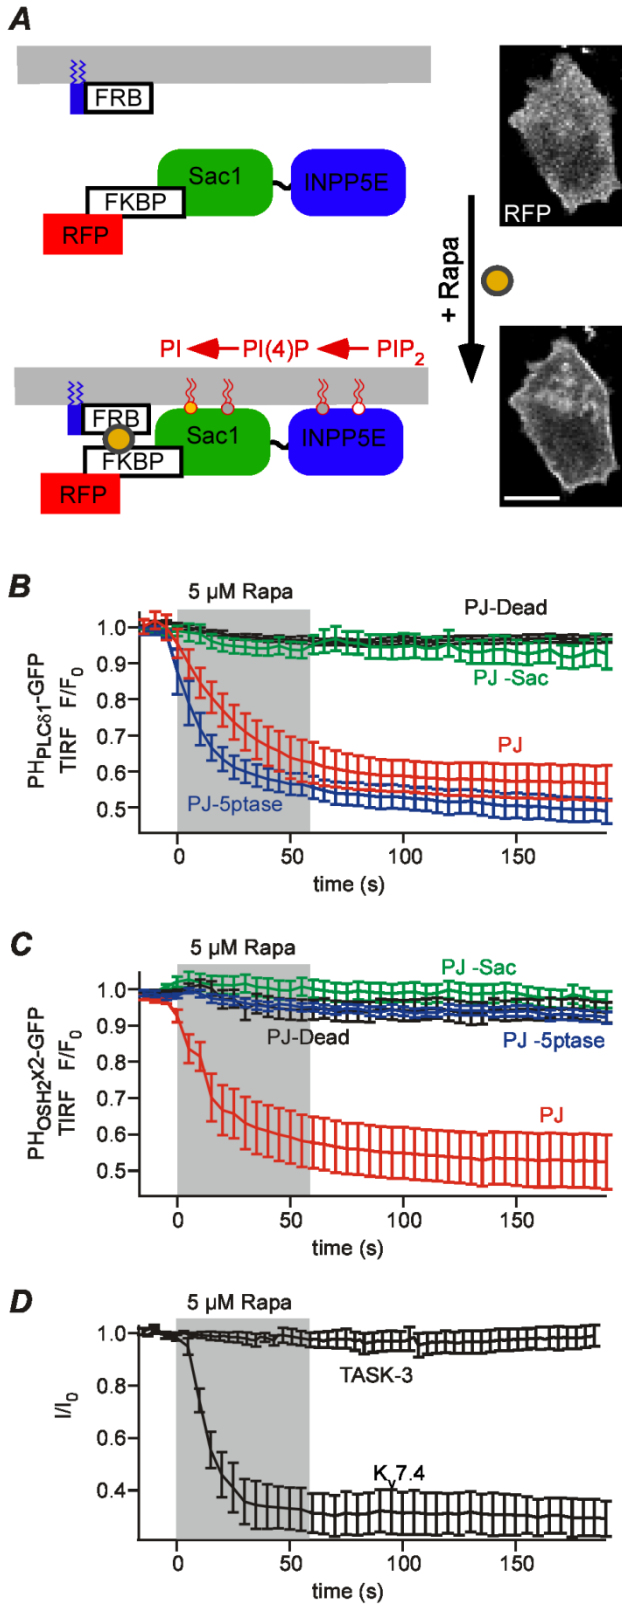 A
FRB
Sac1
INPP5E
FKBP
RFP
RFP
+ Rapa
PI PI(4)P PIP2
FRB
Sac1
INPP5E
FKBP
RFP
B
5 µM Rapa
PJ-Dead
PJ -Sac
PJ
PJ-5ptase
PHPLCδ1-GFP
TIRF F/F0
1.0
0.9
0.8
0.7
0.6
0.5
0 50 100 150
time (s)
C
5 µM Rapa
PJ -Sac
PJ-Dead
PJ -5ptase
PJ
PHOSH2x2-GFP
TIRF F/F0
1.0
0.9
0.8
0.7
0.6
0.5
0 50 100 150
time (s)
D
5 µM Rapa
TASK-3
Kv7.4
I/I0
1.0
0.8
0.6
0.4
0 50 100 150
time (s)